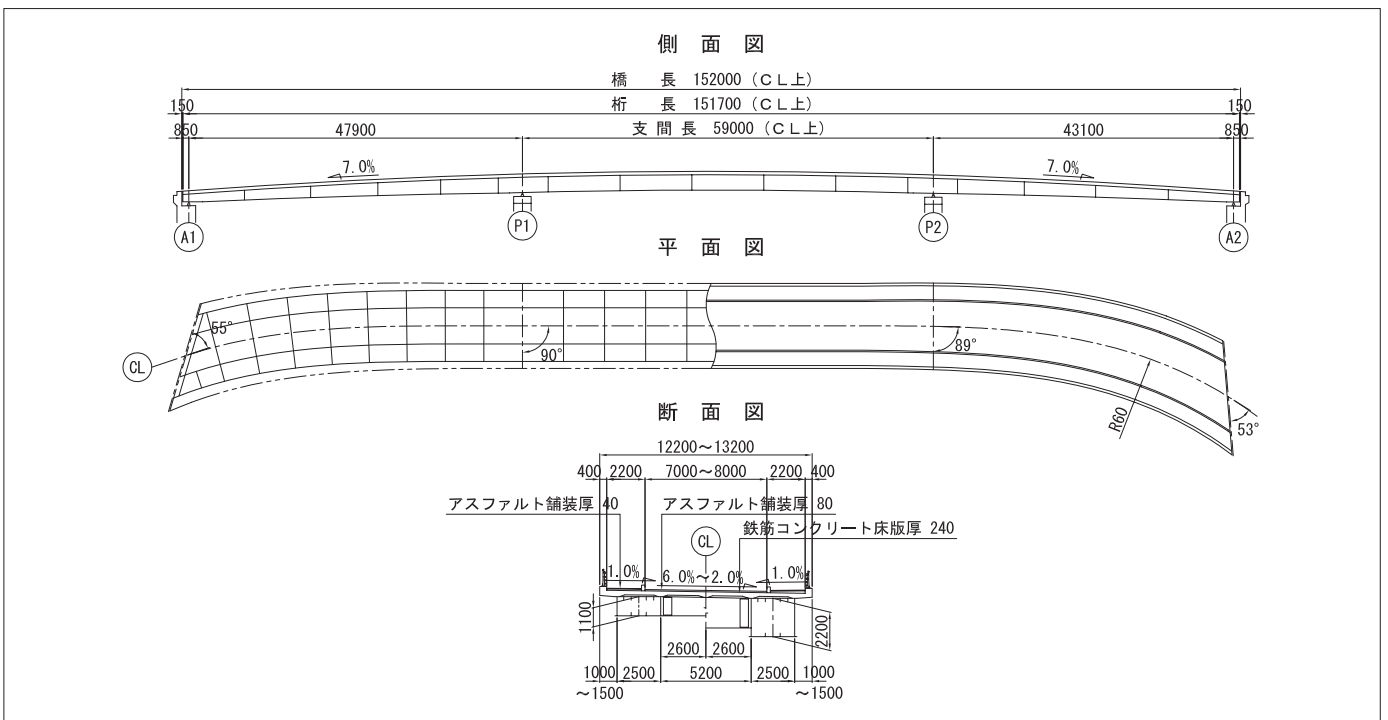 側 面 図
橋 長 152000 (CL上)
150 桁 長 151700 (CL上) 150
850 47900 支 間 長 59000 (CL上) 43100 850
7.0% 7.0%
A1 P1 P2 A2
平 面 図
55°
90°
89°
CL
R60
53°
断 面 図
12200～13200
400 2200 7000～8000 2200 400
アスファルト舗装厚 40 アスファルト舗装厚 80
鉄筋コンクリート床版厚 240
CL
1.0% 6.0%～2.0% 1.0%
1100 2200
2600 2600
1000 2500 5200 2500 1000
～1500 ～1500